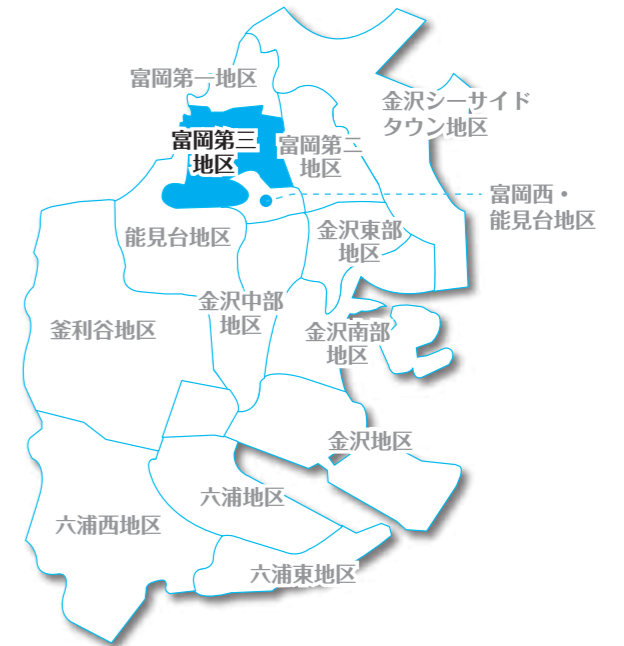 富岡第一地区
金沢シーサイド
タウン地区
富岡第三
地区
富岡第二
地区
富岡西・
能見台地区
能見台地区
金沢東部
地区
金沢中部
地区
釜利谷地区
金沢南部
地区
金沢地区
六浦地区
六浦西地区
六浦東地区